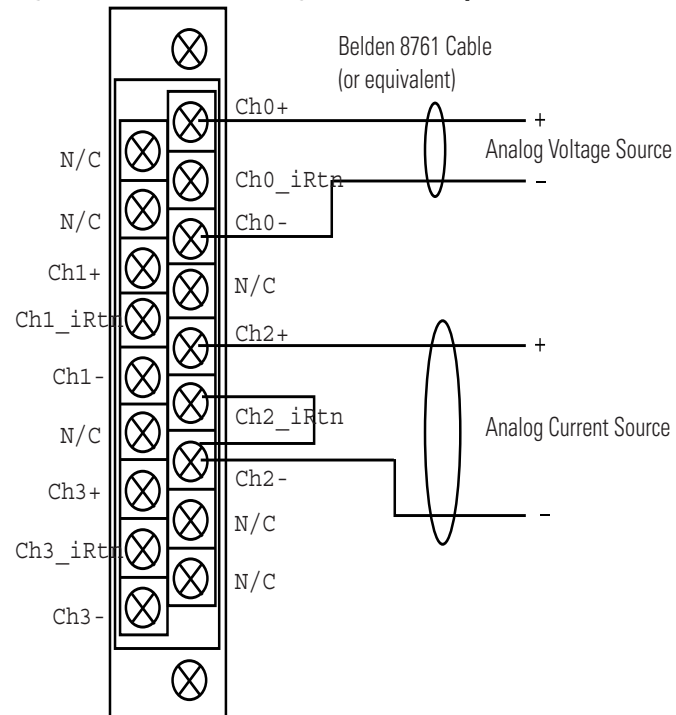 Belden 8761 Cable
(or equivalent)
Ch0+
+
Analog Voltage Source
N/C
Ch0_iRtn
–
N/C
Ch0-
Ch1+
N/C
Ch1_iRtn
Ch2+
+
Ch1-
Ch2_iRtn
Analog Current Source
N/C
Ch2-
Ch3+
N/C
–
Ch3_iRtn
N/C
Ch3-